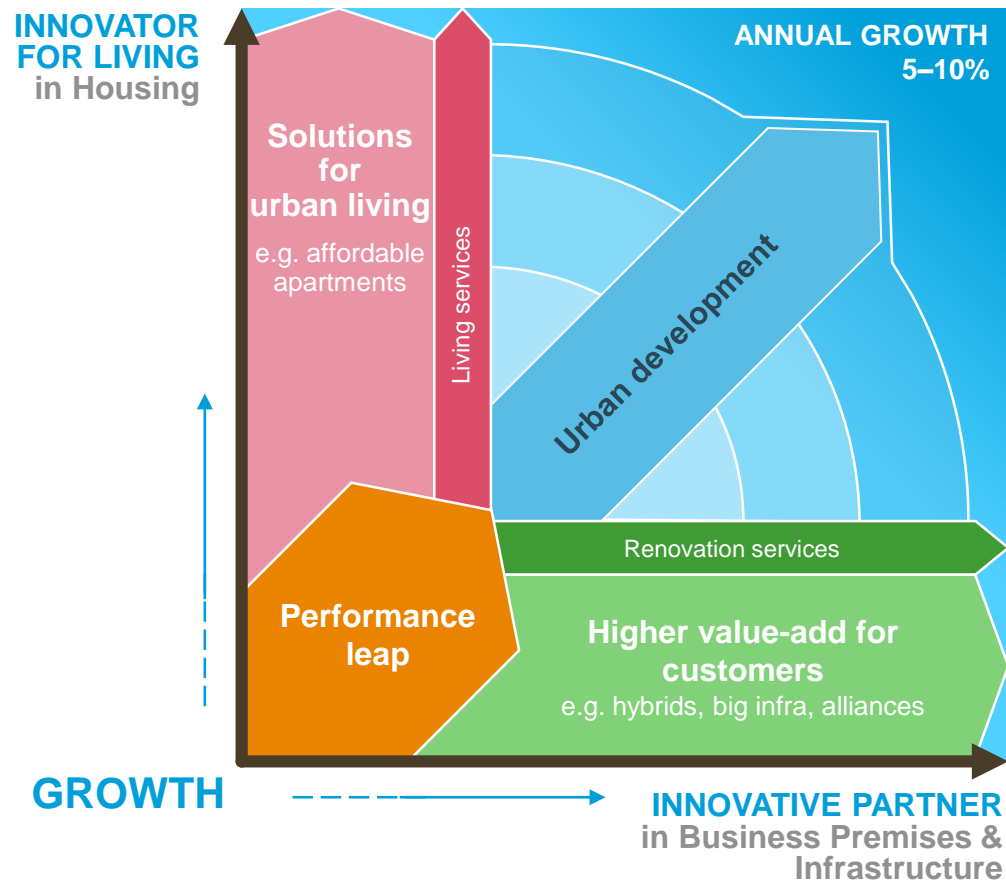 INNOVATOR
FOR LIVING
in Housing
ANNUAL GROWTH
5–10%
Solutions
for
urban living
e.g. affordable
apartments
Living services
Urban development
Renovation services
Performance
leap
Higher value-add for
customers
e.g. hybrids, big infra, alliances
GROWTH
INNOVATIVE PARTNER
in Business Premises &
Infrastructure